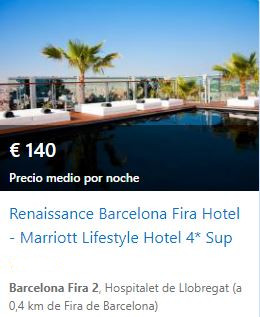 € 140
Precio medio por noche
Renaissance Barcelona Fira Hotel
- Marriott Lifestyle Hotel 4* Sup
Barcelona Fira 2, Hospitalet de Llobregat (a
0,4 km de Fira de Barcelona)